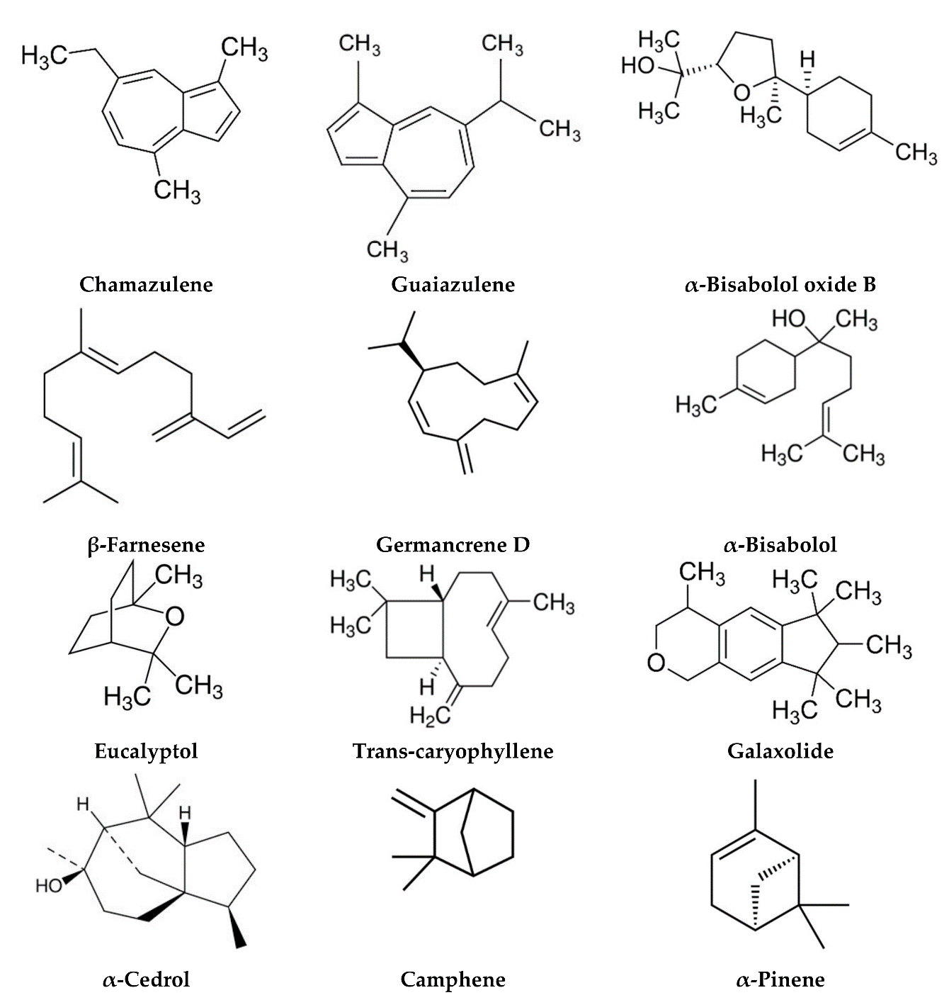 H₃C CH₃ CH₃
CH₃ CH₃ CH₃ CH₃
H₃C HO H₃C O H₃C H CH₃
Chamazulene Guaiazulene α-Bisabolol oxide B
HO CH₃ H₃C H₃C CH₃
β-Farnesene Germancrene D α-Bisabolol
CH₃ O H₃C CH₃
H₃C H₃C H CH₃ H H₂C
CH₃ O H₃C CH₃ CH₃ H₃C CH₃
Eucalyptol Trans-caryophyllene Galaxolide
H H HO
α-Cedrol Camphene α-Pinene